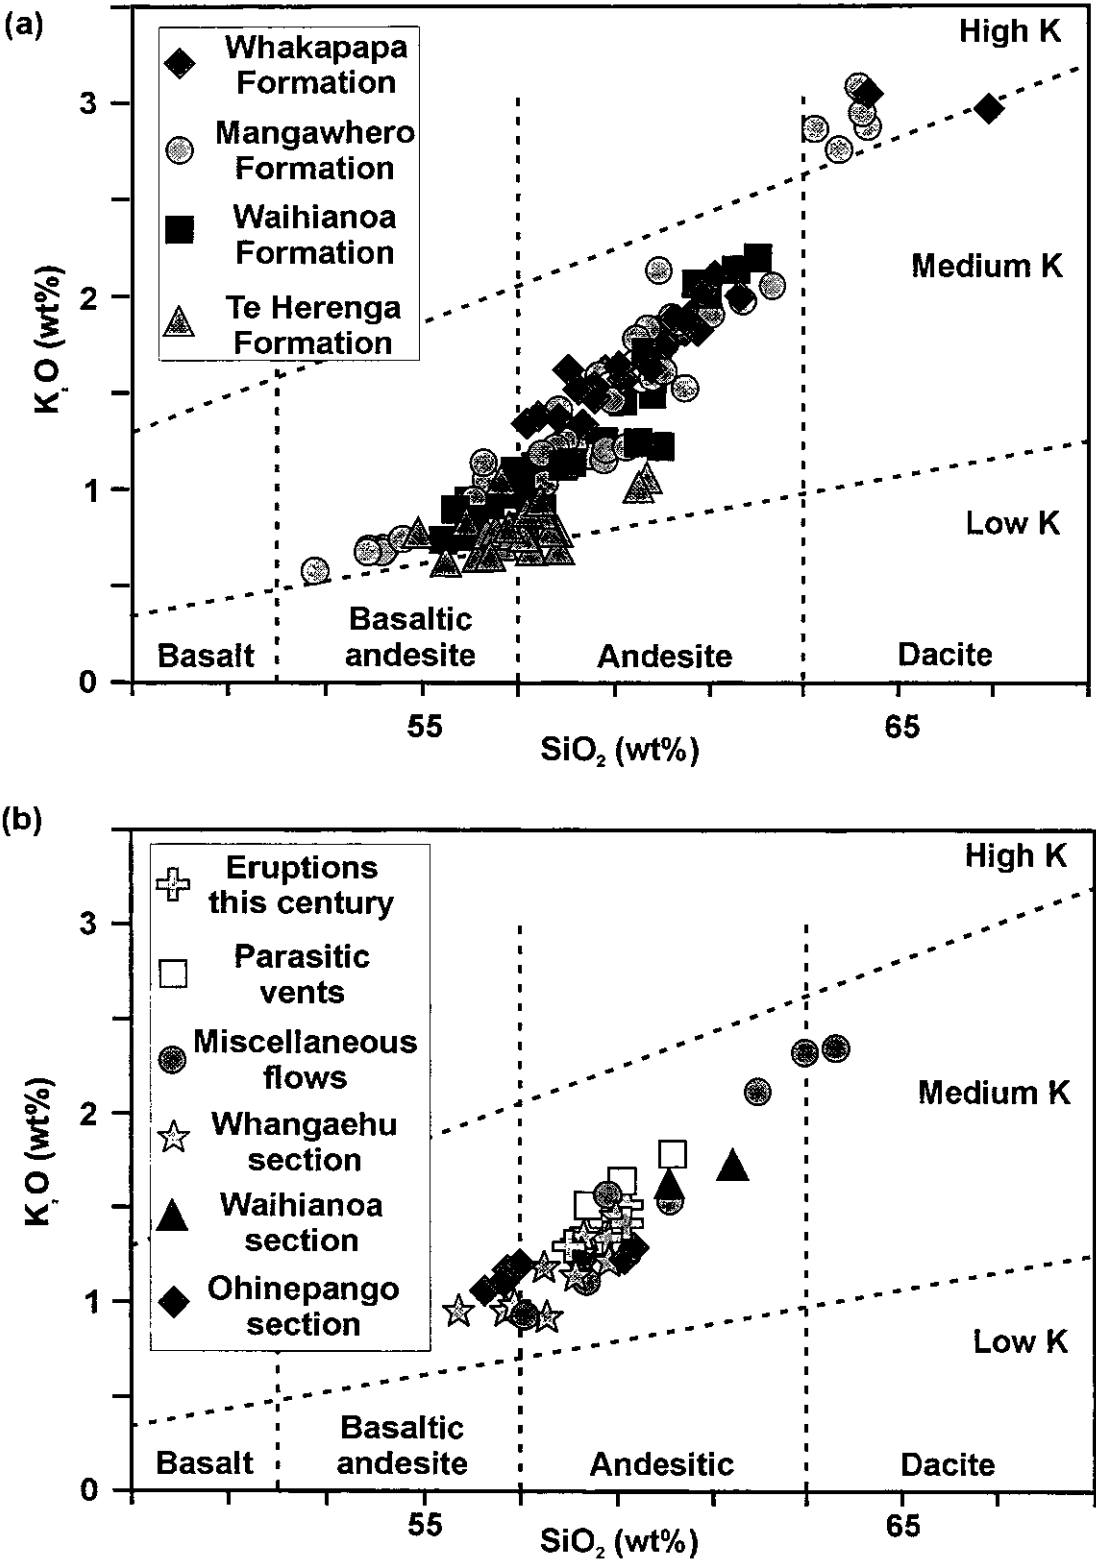 (a)
High K
Whakapapa
Formation
Mangawhero
Formation
Waihianoa
Formation
Te Herenga
Formation
Medium K
Low K
3
2
1
0
K₂O (wt%)
Basalt
Basaltic
andesite
Andesite
Dacite
55
65
SiO₂ (wt%)
(b)
High K
Eruptions
this century
Parasitic
vents
Miscellaneous
flows
Whangaehu
section
Waihianoa
section
Ohinepango
section
Medium K
Low K
3
2
1
0
K₂O (wt%)
Basalt
Basaltic
andesite
Andesitic
Dacite
55
65
SiO₂ (wt%)